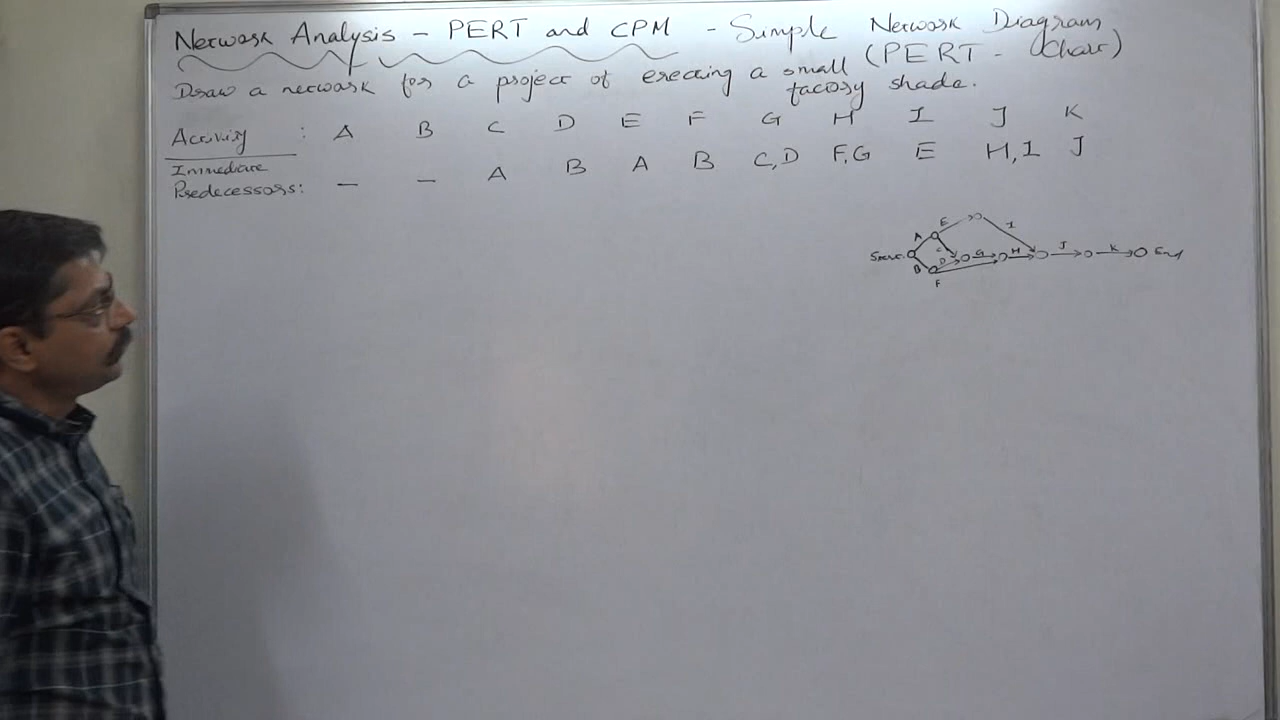 Network Analysis - PERT and CPM - Simple Network Diagram
(PERT - Chart)
Draw a network for a project of erecting a small
factory shade.
Activity : A B C D E F G H I J K
Immediate
Predecessors: — — A B A B C,D F,G E H,I J
E
A I
Start C D G H J K End
B
F